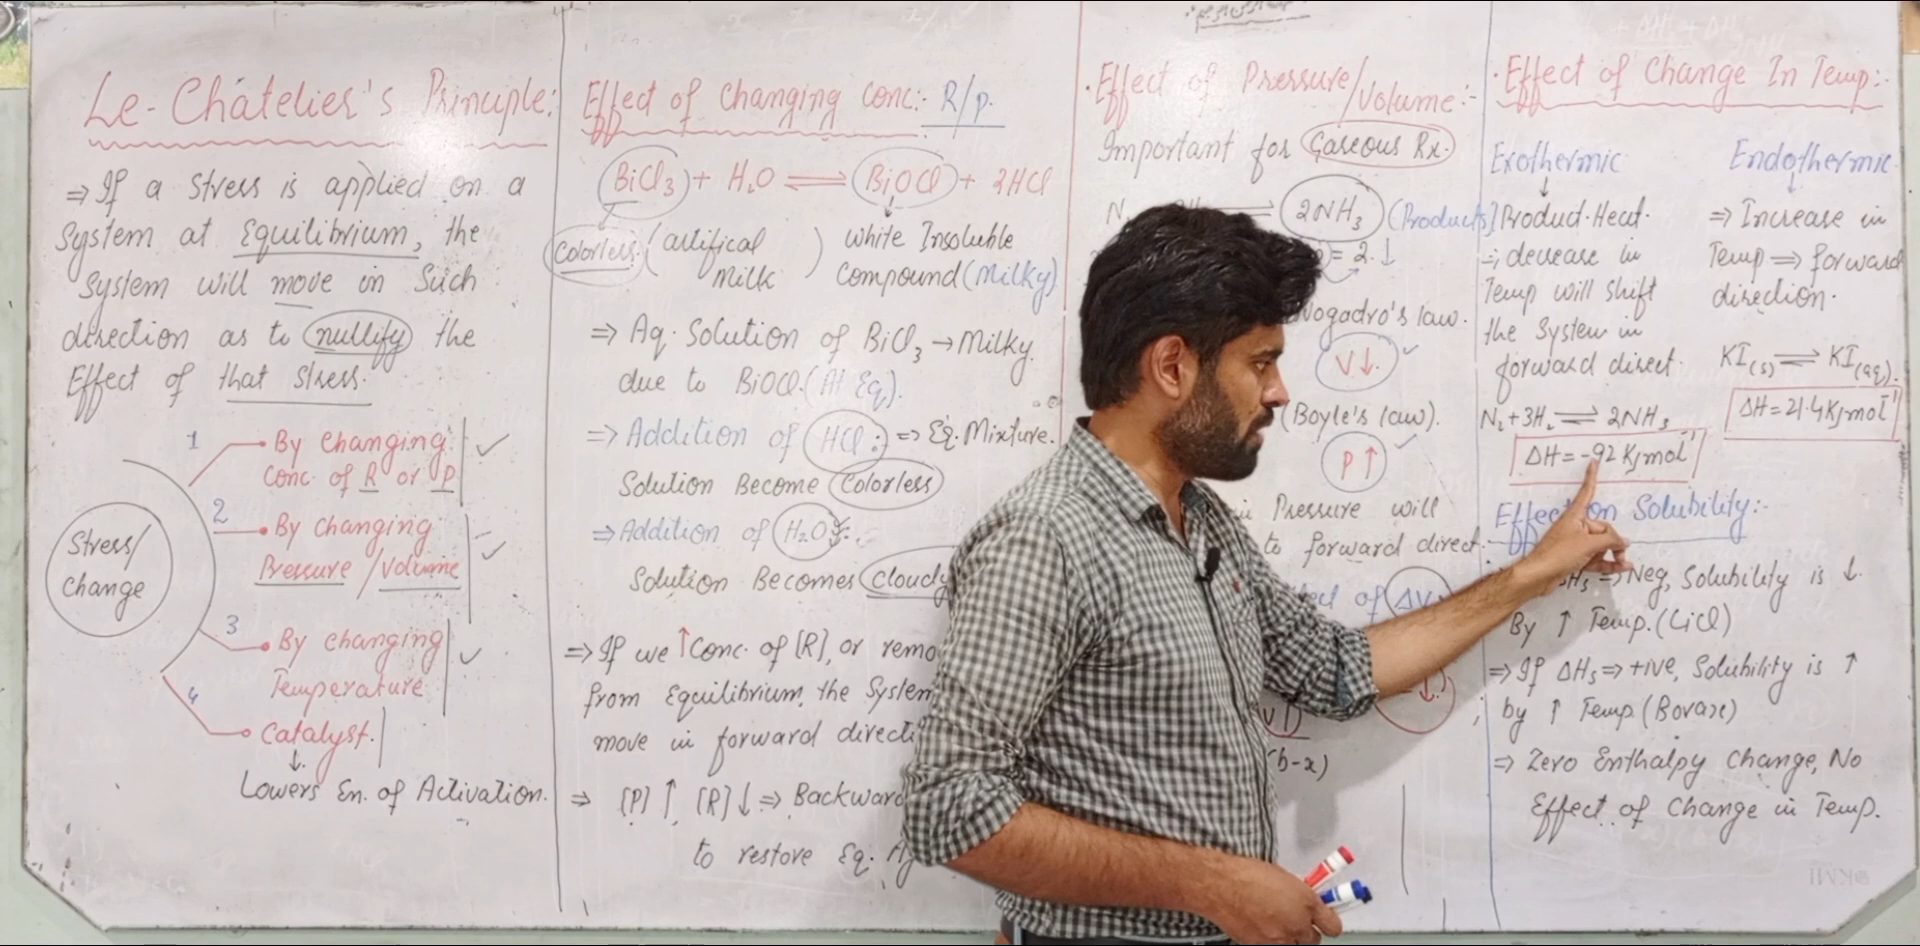 Le-Châtelier's Principle:
⇒ If a Stress is applied on a
System at Equilibrium, the
System will move in Such
direction as to nullify the
Effect of that stress.
Stress/
Change
1 By changing
Conc. of R or P
2 By changing
Pressure / Volume
3 By changing
Temperature
4 Catalyst.
↓
Lowers En. of Activation.
Effect of changing conc:- R/P.
BiCl3 + H2O ⇌ BiOCl + 2HCl
Colorless (artifical milk) White Insoluble
compound (Milky)
⇒ Aq. Solution of BiCl3 → Milky
due to BiOCl. (At Eq).
⇒ Addition of HCl: ⇒ Eq. Mixture.
Solution Become Colorless
⇒ Addition of H2O:
Solution Becomes Cloudy
⇒ If we ↑ Conc. of [R], or
from Equilibrium, the System
move in forward
⇒ [P] ↑ [R] ↓ ⇒ Backward
to restore Eq.
• Effect of Pressure/
Volume:-
Important for Gaseous Rx.
⇌ 2NH3 (Products)
= 2. ↓
law.
V↓
(Boyle's law).
P↑
Pressure will
to forward direct.
of ΔV
(b-x)
• Effect of Change In Temp:-
Exothermic
↓
Product. Heat.
⇒ decrease in
Temp will shift
the System in
forward direct.
N2 + 3H2 ⇌ 2NH3
ΔH = -92 KJmol-1
Endothermic
↓
⇒ Increase in
Temp ⇒ forward
direction.
KI(s) ⇌ KI(aq).
ΔH = 21.4 KJmol-1
Effect on Solubility:-
⇒ Neg, Solubility is ↓
By ↑ Temp. (LiCl)
⇒ If ΔHs ⇒ +ive, Solubility is ↑
by ↑ Temp (Borax)
⇒ Zero Enthalpy Change, No
Effect of Change in Temp.